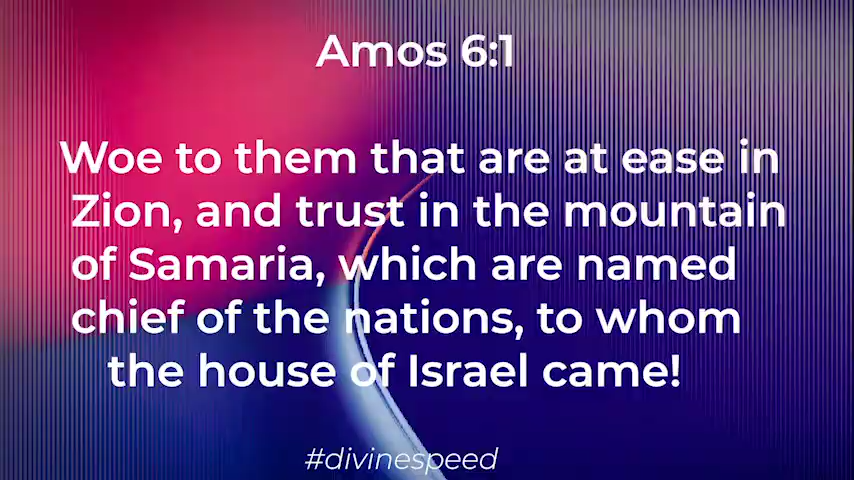 Amos 6:1
Woe to them that are at ease in
Zion, and trust in the mountain
of Samaria, which are named
chief of the nations, to whom
the house of Israel came!
#divinespeed